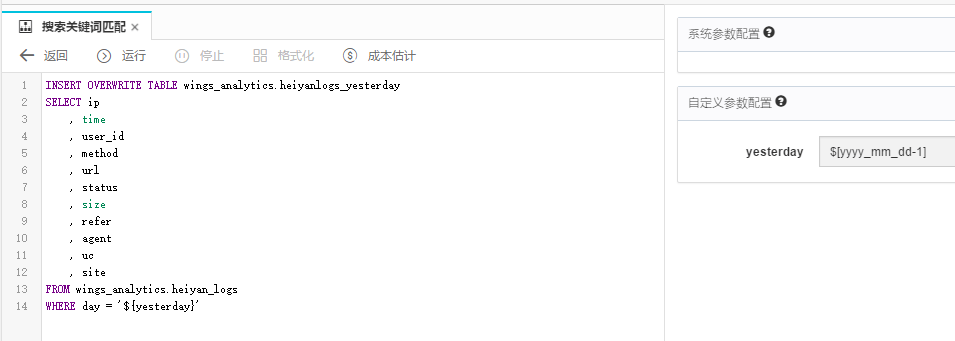 搜索关键词匹配 ×
返回 运行 停止 格式化 成本估计
1 INSERT OVERWRITE TABLE wings_analytics.heiyanlogs_yesterday
2 SELECT ip
3 , time
4 , user_id
5 , method
6 , url
7 , status
8 , size
9 , refer
10 , agent
11 , uc
12 , site
13 FROM wings_analytics.heiyan_logs
14 WHERE day = '${yesterday}'
系统参数配置
自定义参数配置
yesterday $[yyyy_mm_dd-1]